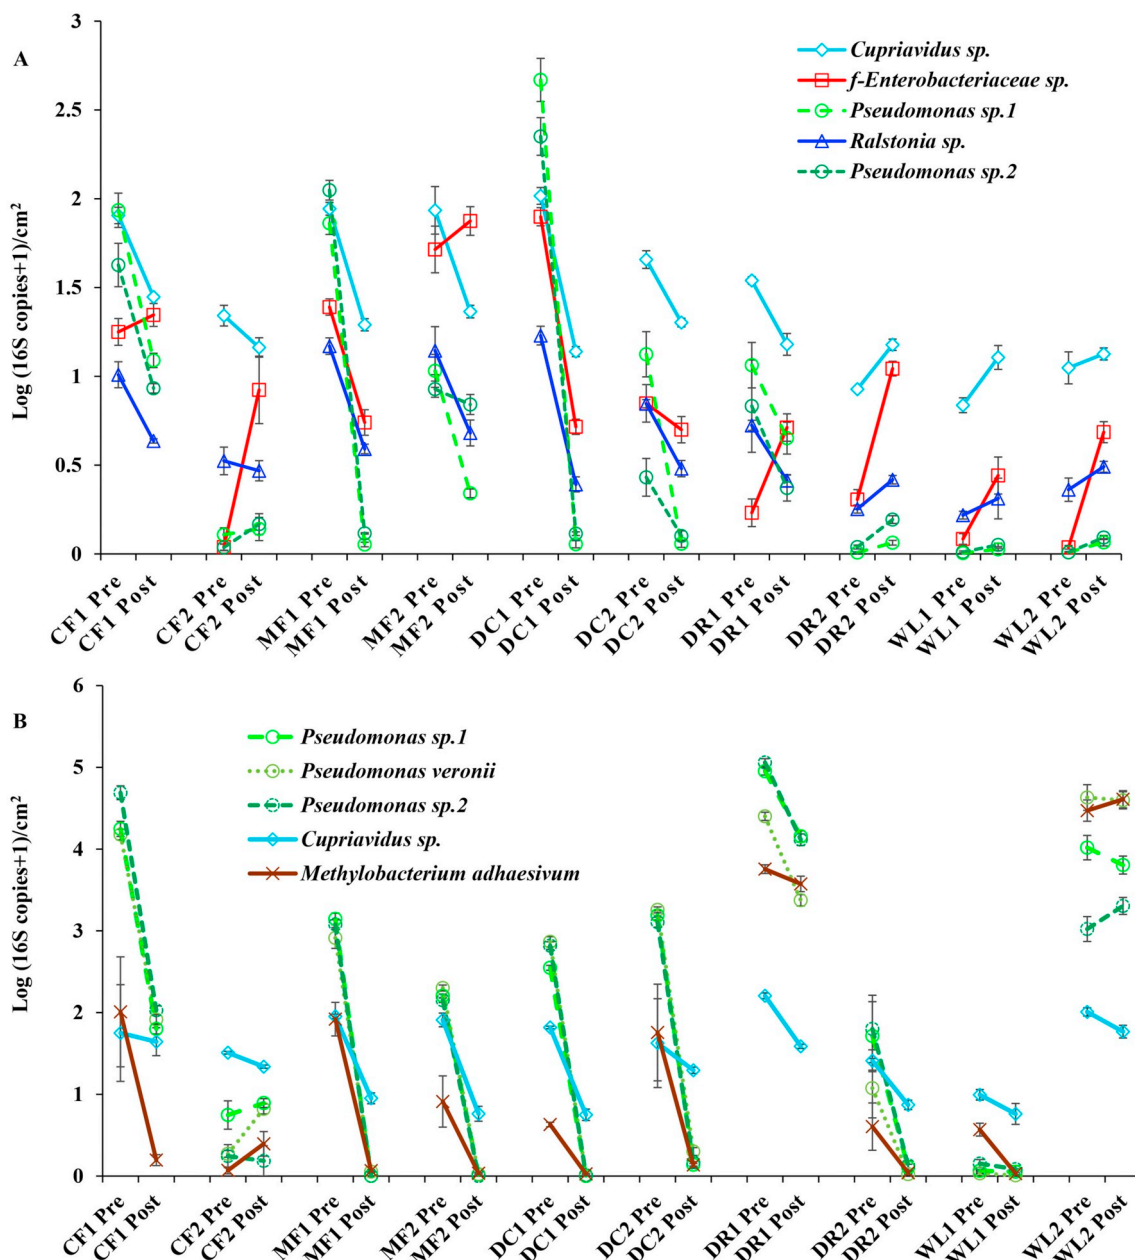 A
3
2.5
2
1.5
1
0.5
0
Log (16S copies+1)/cm²
Cupriavidus sp.
f-Enterobacteriaceae sp.
Pseudomonas sp.1
Ralstonia sp.
Pseudomonas sp.2
CF1 Pre
CF1 Post
CF2 Pre
CF2 Post
MF1 Pre
MF1 Post
MF2 Pre
MF2 Post
DC1 Pre
DC1 Post
DC2 Pre
DC2 Post
DR1 Pre
DR1 Post
DR2 Pre
DR2 Post
WL1 Pre
WL1 Post
WL2 Pre
WL2 Post
B
6
5
4
3
2
1
0
Log (16S copies+1)/cm²
Pseudomonas sp.1
Pseudomonas veronii
Pseudomonas sp.2
Cupriavidus sp.
Methylobacterium adhaesivum
CF1 Pre
CF1 Post
CF2 Pre
CF2 Post
MF1 Pre
MF1 Post
MF2 Pre
MF2 Post
DC1 Pre
DC1 Post
DC2 Pre
DC2 Post
DR1 Pre
DR1 Post
DR2 Pre
DR2 Post
WL1 Pre
WL1 Post
WL2 Pre
WL2 Post